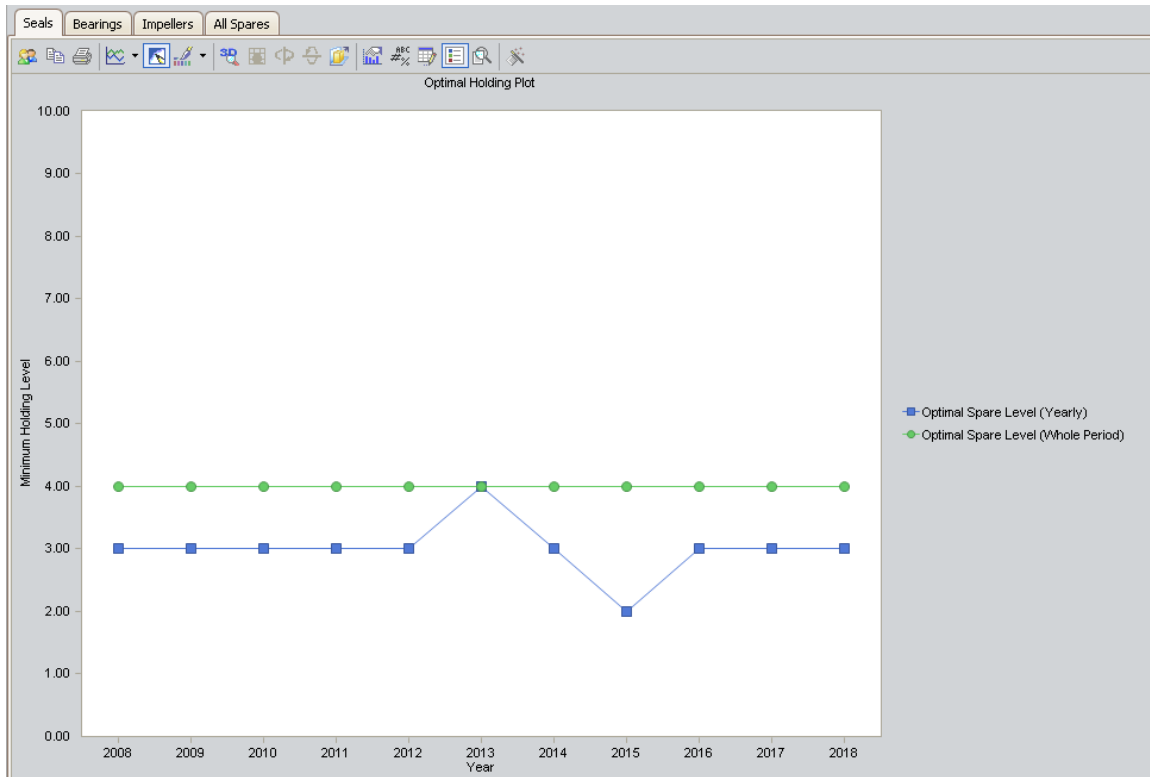 Seals Bearings Impellers All Spares
3D ABC #%
Optimal Holding Plot
10.00
9.00
8.00
7.00
6.00
5.00
4.00
3.00
2.00
1.00
0.00
Minimum Holding Level
2008 2009 2010 2011 2012 2013 2014 2015 2016 2017 2018
Year
Optimal Spare Level (Yearly)
Optimal Spare Level (Whole Period)